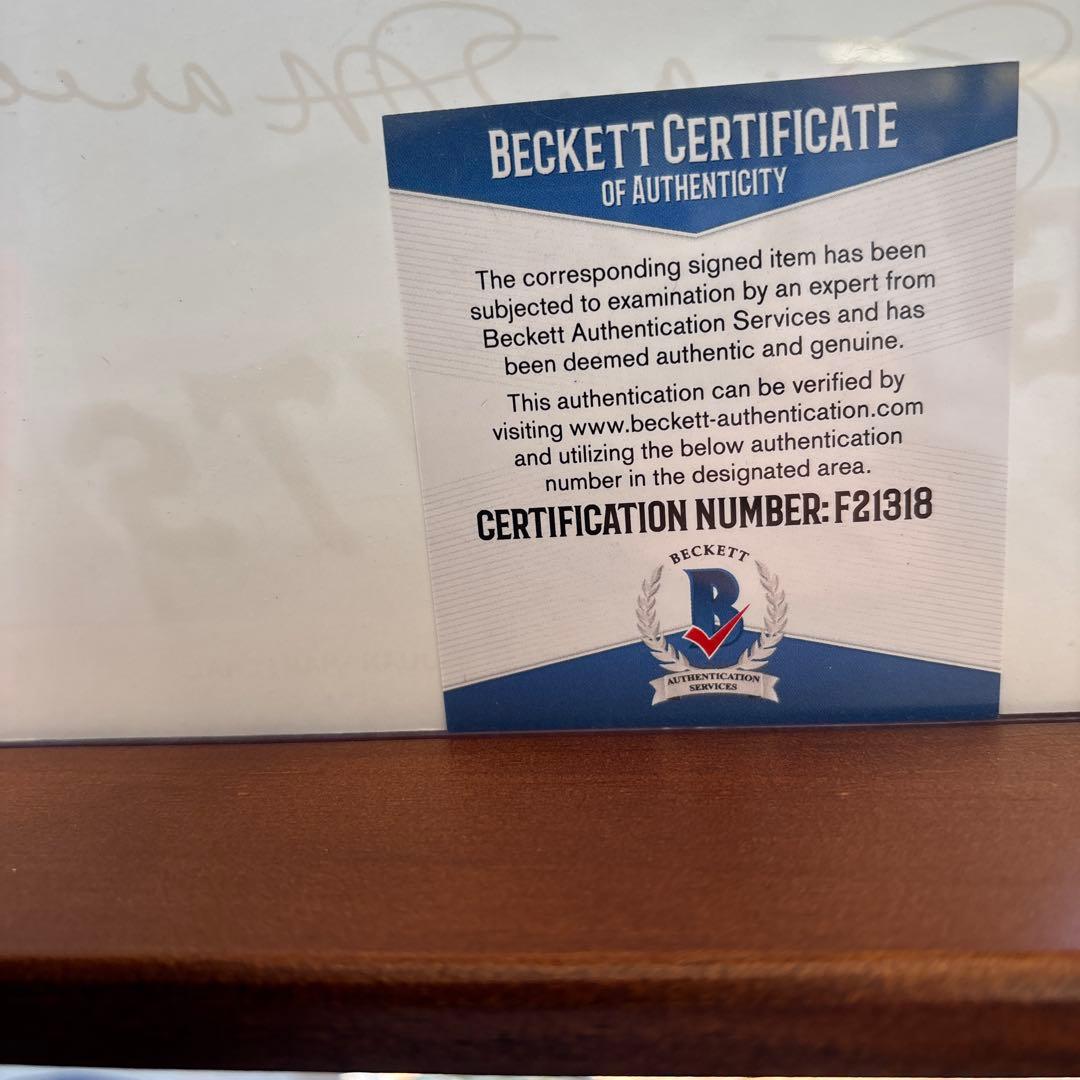 BECKETT CERTIFICATE
OF AUTHENTICITY
The corresponding signed item has been
subjected to examination by an expert from
Beckett Authentication Services and has
been deemed authentic and genuine.
This authentication can be verified by
visiting www.beckett-authentication.com
and utilizing the below authentication
number in the designated area.
CERTIFICATION NUMBER: F21318
BECKETT
B
AUTHENTICATION
SERVICES